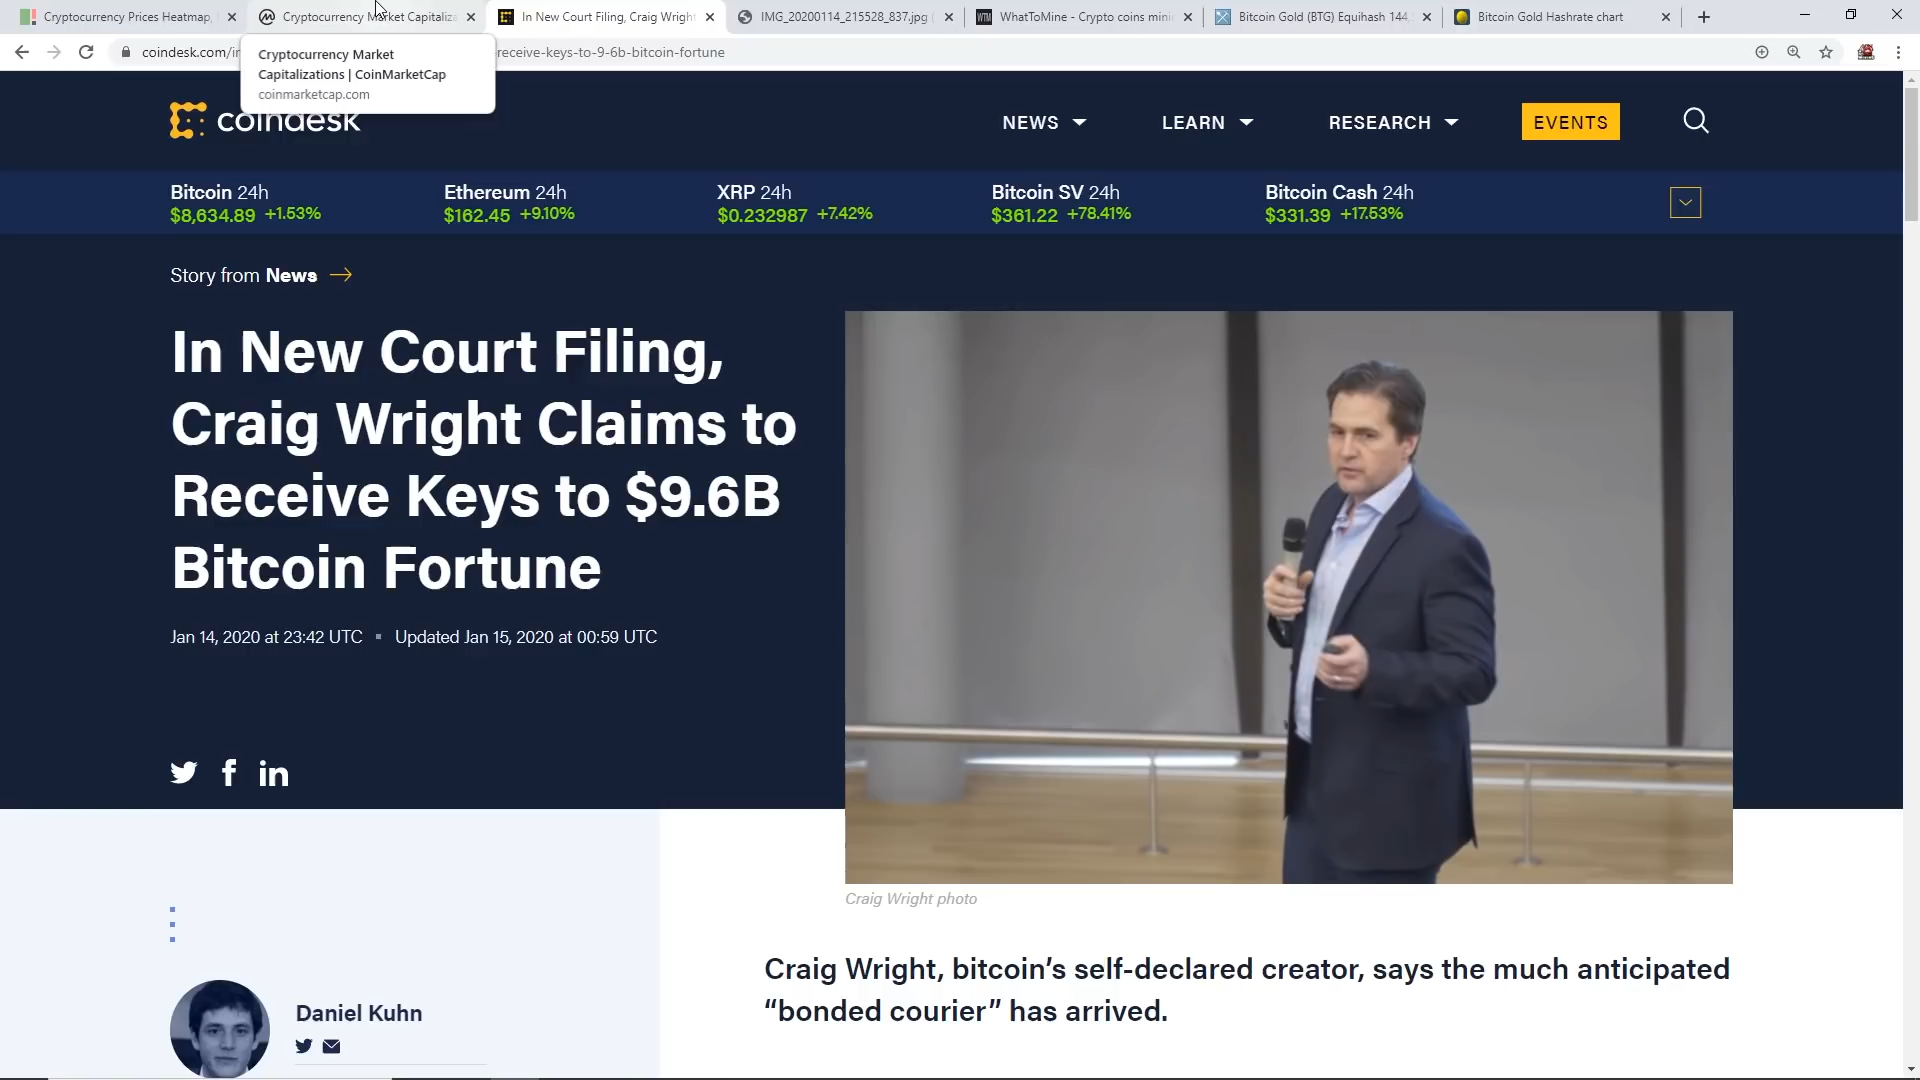 Cryptocurrency Prices Heatmap,
Cryptocurrency Market Capitaliza
In New Court Filing, Craig Wright
IMG_20200114_215528_837.jpg (
WhatToMine - Crypto coins mini
Bitcoin Gold (BTG) Equihash 144,
Bitcoin Gold Hashrate chart
coindesk.com/in
receive-keys-to-9-6b-bitcoin-fortune
Cryptocurrency Market
Capitalizations | CoinMarketCap
coinmarketcap.com
coindesk
NEWS
LEARN
RESEARCH
EVENTS
Bitcoin 24h
$8,634.89 +1.53%
Ethereum 24h
$162.45 +9.10%
XRP 24h
$0.232987 +7.42%
Bitcoin SV 24h
$361.22 +78.41%
Bitcoin Cash 24h
$331.39 +17.53%
Story from News
In New Court Filing,
Craig Wright Claims to
Receive Keys to $9.6B
Bitcoin Fortune
Jan 14, 2020 at 23:42 UTC ▪ Updated Jan 15, 2020 at 00:59 UTC
Craig Wright photo
Daniel Kuhn
Craig Wright, bitcoin’s self-declared creator, says the much anticipated
“bonded courier” has arrived.